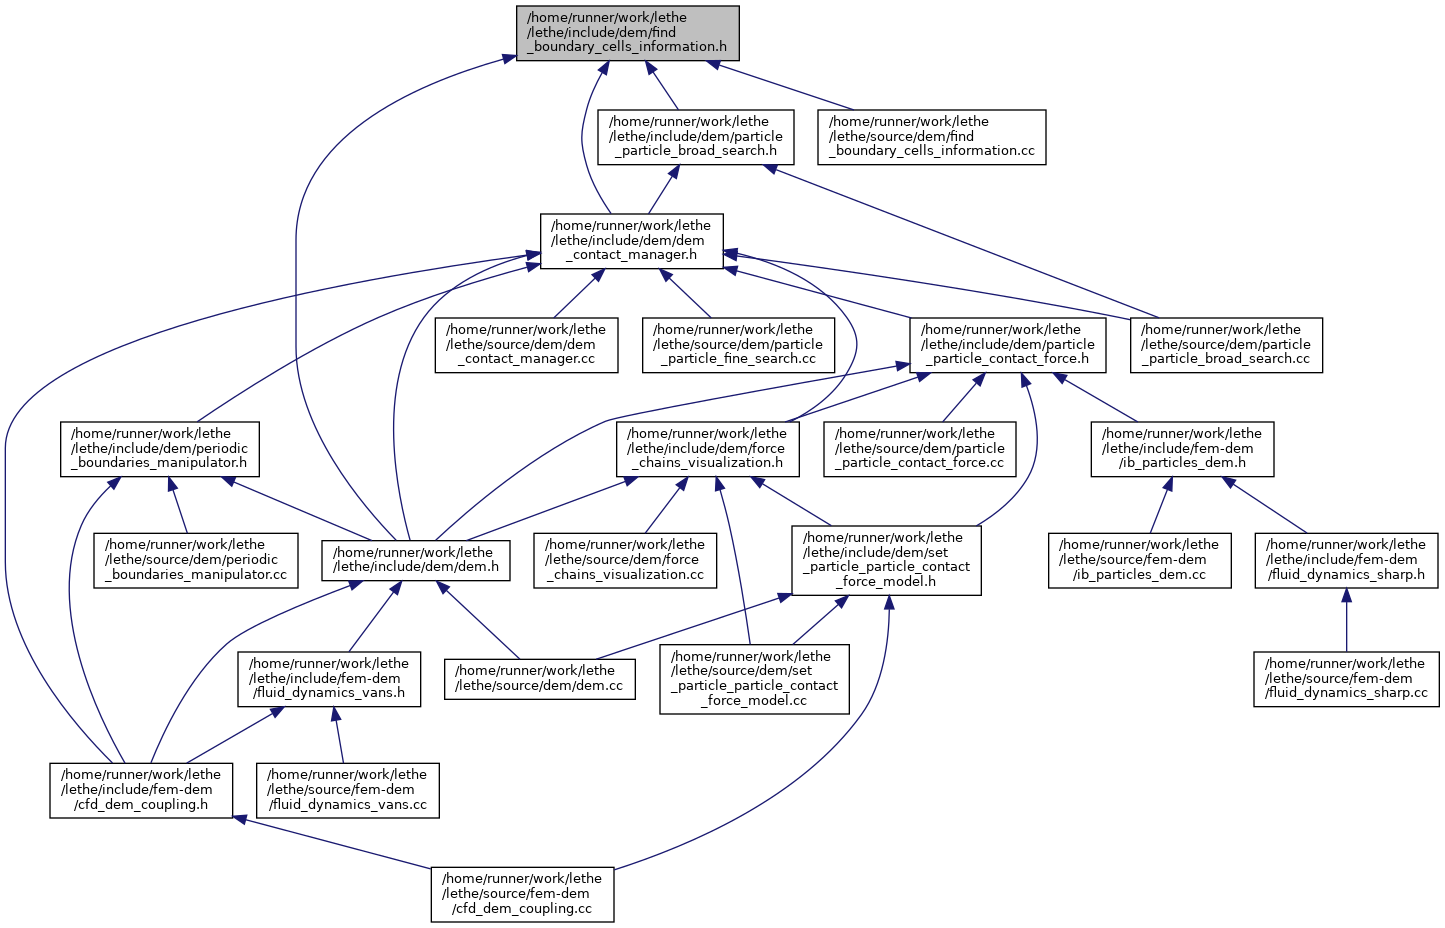 /home/runner/work/lethe
/lethe/include/dem/find
_boundary_cells_information.h
/home/runner/work/lethe
/lethe/include/dem/particle
_particle_broad_search.h
/home/runner/work/lethe
/lethe/source/dem/find
_boundary_cells_information.cc
/home/runner/work/lethe
/lethe/include/dem/dem
_contact_manager.h
/home/runner/work/lethe
/lethe/source/dem/dem
_contact_manager.cc
/home/runner/work/lethe
/lethe/source/dem/particle
_particle_fine_search.cc
/home/runner/work/lethe
/lethe/include/dem/particle
_particle_contact_force.h
/home/runner/work/lethe
/lethe/source/dem/particle
_particle_broad_search.cc
/home/runner/work/lethe
/lethe/include/dem/periodic
_boundaries_manipulator.h
/home/runner/work/lethe
/lethe/include/dem/force
_chains_visualization.h
/home/runner/work/lethe
/lethe/source/dem/particle
_particle_contact_force.cc
/home/runner/work/lethe
/lethe/include/fem-dem
/ib_particles_dem.h
/home/runner/work/lethe
/lethe/source/dem/periodic
_boundaries_manipulator.cc
/home/runner/work/lethe
/lethe/include/dem/dem.h
/home/runner/work/lethe
/lethe/source/dem/force
_chains_visualization.cc
/home/runner/work/lethe
/lethe/include/dem/set
_particle_particle_contact
_force_model.h
/home/runner/work/lethe
/lethe/source/fem-dem
/ib_particles_dem.cc
/home/runner/work/lethe
/lethe/include/fem-dem
/fluid_dynamics_sharp.h
/home/runner/work/lethe
/lethe/include/fem-dem
/fluid_dynamics_vans.h
/home/runner/work/lethe
/lethe/source/dem/dem.cc
/home/runner/work/lethe
/lethe/source/dem/set
_particle_particle_contact
_force_model.cc
/home/runner/work/lethe
/lethe/source/fem-dem
/fluid_dynamics_sharp.cc
/home/runner/work/lethe
/lethe/include/fem-dem
/cfd_dem_coupling.h
/home/runner/work/lethe
/lethe/source/fem-dem
/fluid_dynamics_vans.cc
/home/runner/work/lethe
/lethe/source/fem-dem
/cfd_dem_coupling.cc